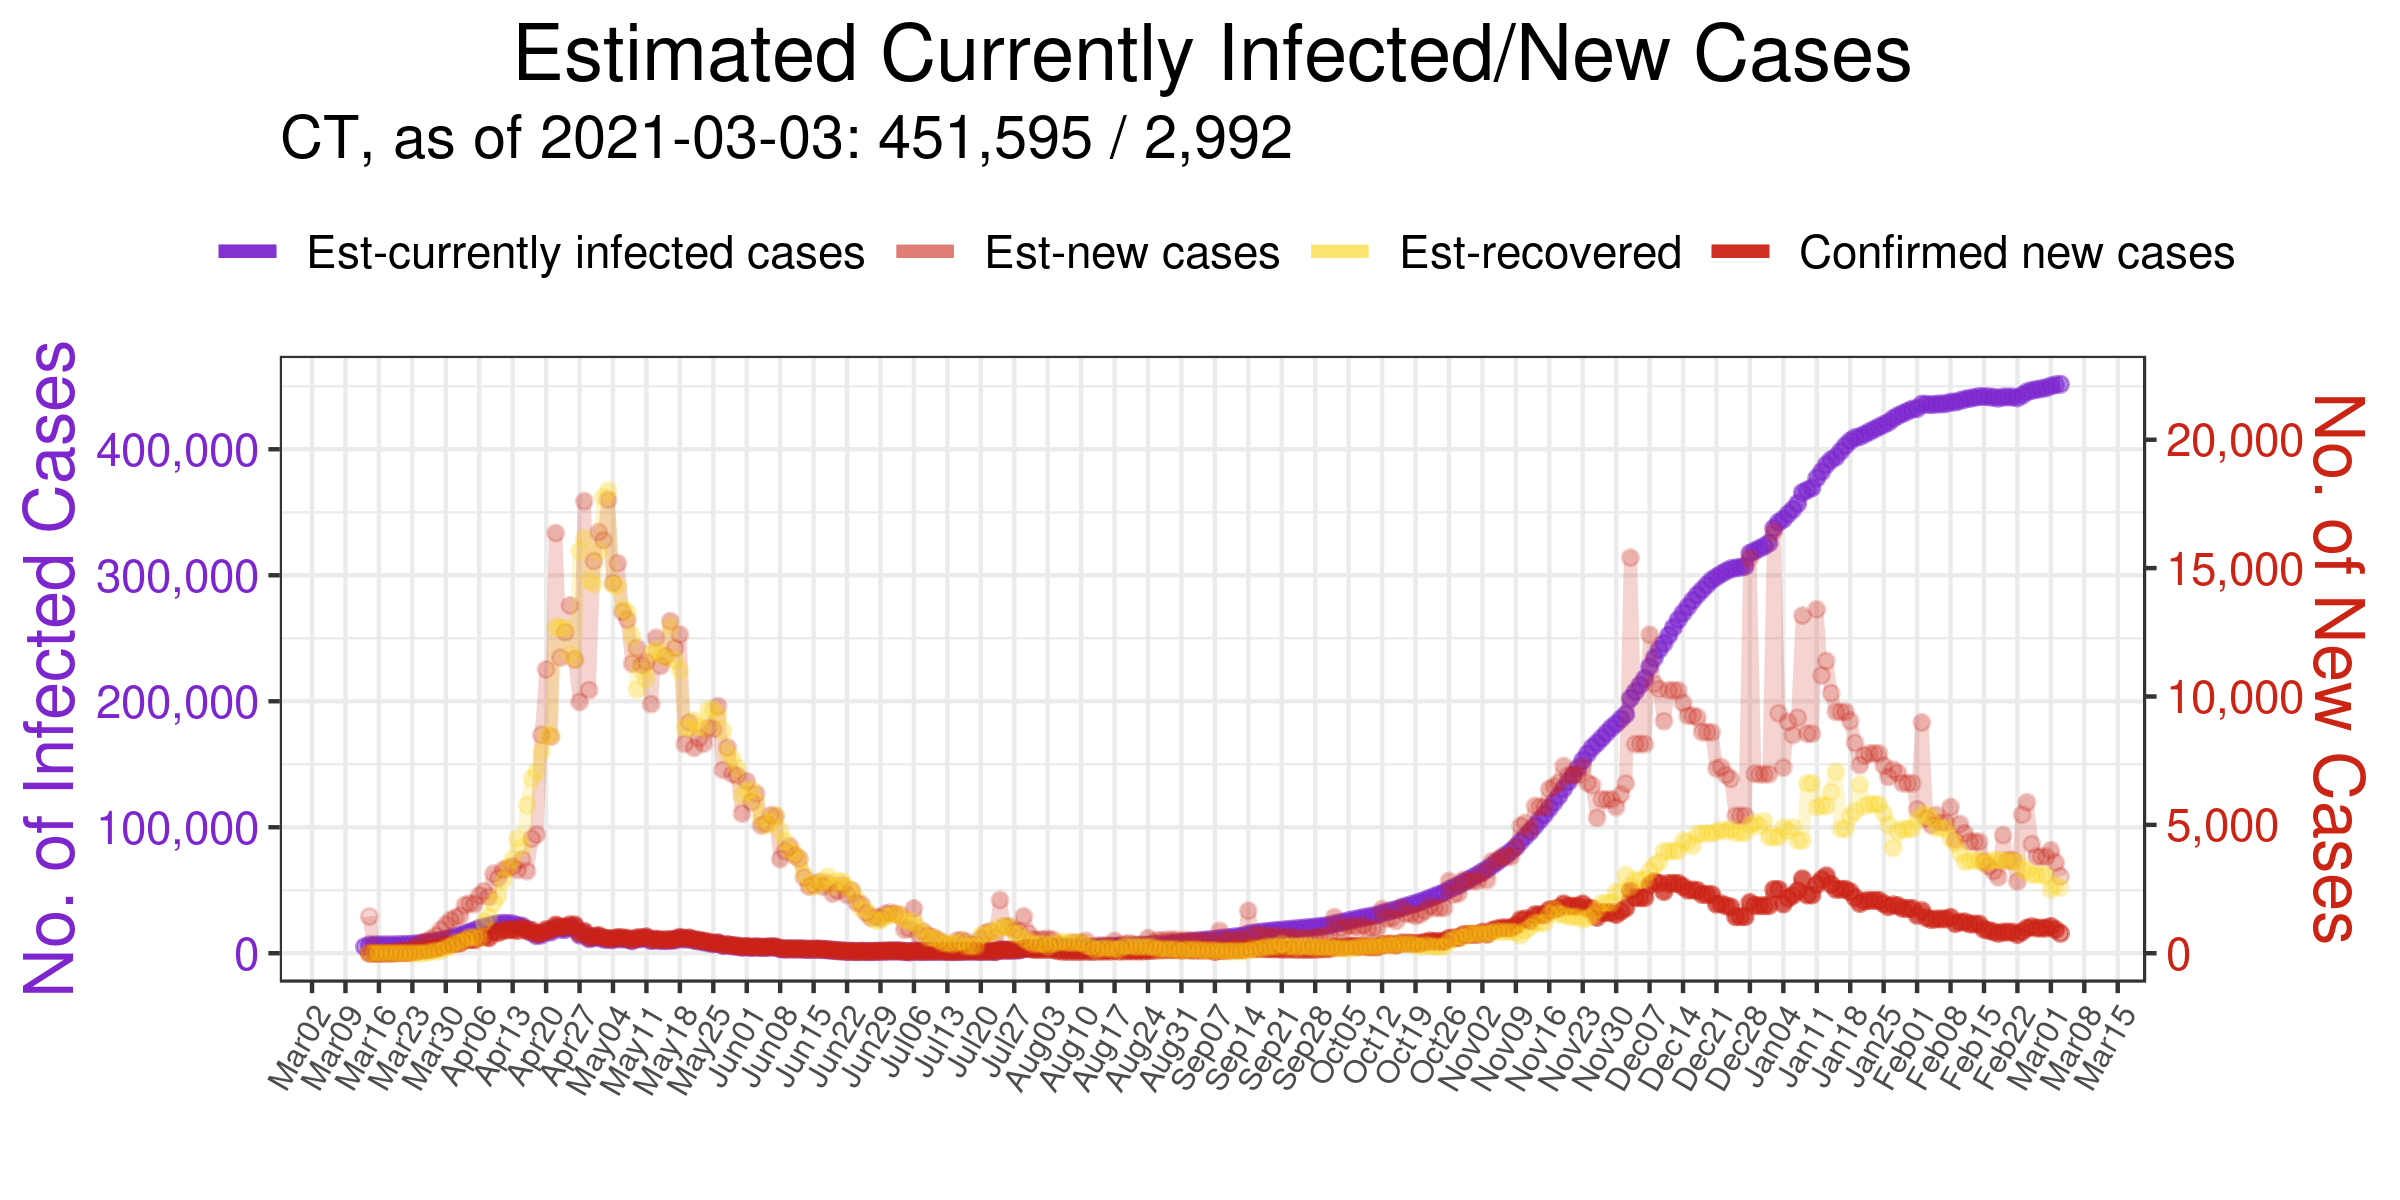 Estimated Currently Infected/New Cases
CT, as of 2021-03-03: 451,595 / 2,992
Est-currently infected cases
Est-new cases
Est-recovered
Confirmed new cases
No. of Infected Cases
400,000
300,000
200,000
100,000
0
20,000
15,000
10,000
5,000
0
No. of New Cases
Mar02
Mar09
Mar16
Mar23
Mar30
Apr06
Apr13
Apr20
Apr27
May04
May11
May18
May25
Jun01
Jun08
Jun15
Jun22
Jun29
Jul06
Jul13
Jul20
Jul27
Aug03
Aug10
Aug17
Aug24
Aug31
Sep07
Sep14
Sep21
Sep28
Oct05
Oct12
Oct19
Oct26
Nov02
Nov09
Nov16
Nov23
Nov30
Dec07
Dec14
Dec21
Dec28
Jan04
Jan11
Jan18
Jan25
Feb01
Feb08
Feb15
Feb22
Mar01
Mar08
Mar15